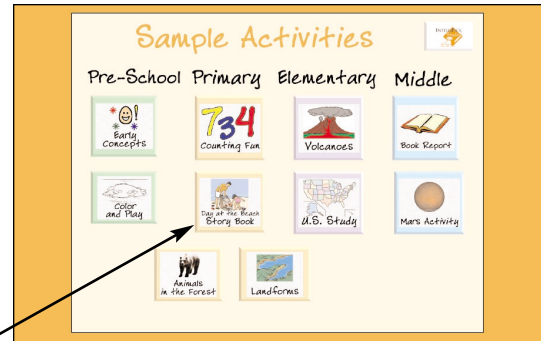 Sample Activities
Pre-School Primary Elementary Middle
Early
Concepts
734
Counting Fun
Volcanoes
Book Report
Color
and Play
Day at the Beach
Story Book
U.S. Study
Mars Activity
Animals
in the Forest
Landforms